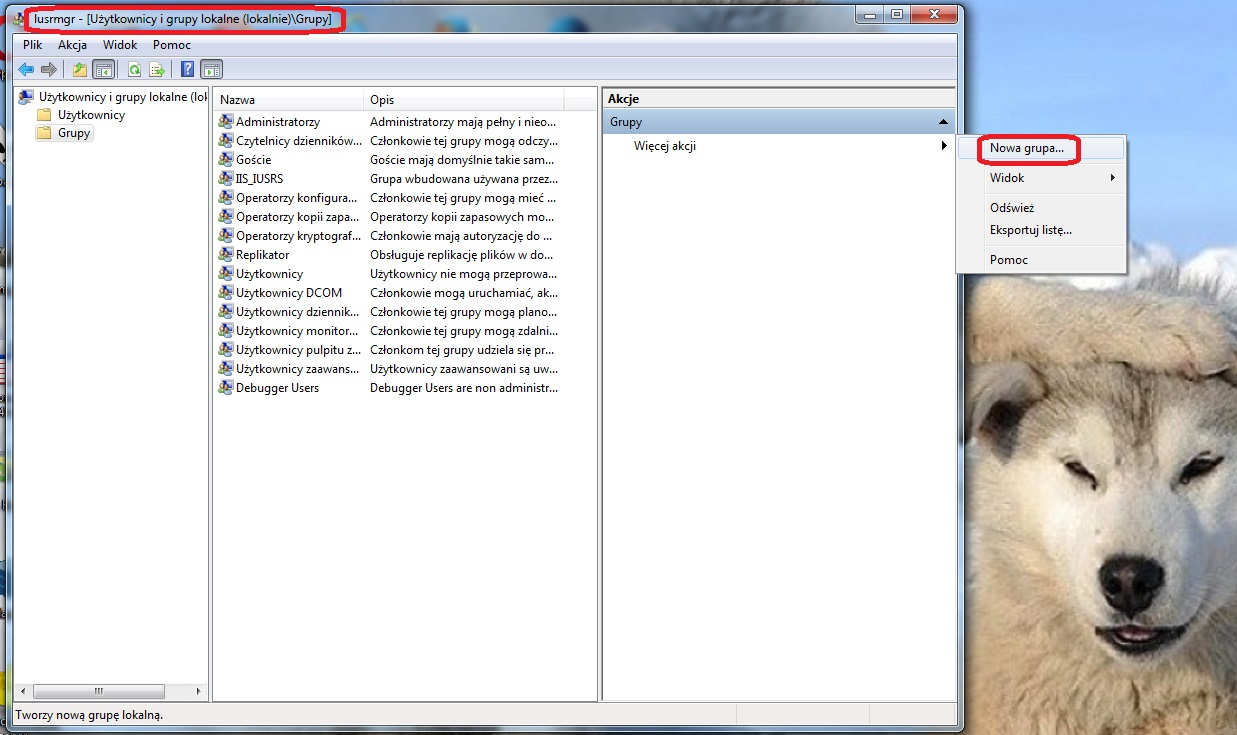 lusrmgr - [Użytkownicy i grupy lokalne (lokalnie)\Grupy]
Plik Akcja Widok Pomoc
Użytkownicy i grupy lokalne (lok
Użytkownicy
Grupy
Nazwa Opis
Administratorzy Administratorzy mają pełny i nieo...
Czytelnicy dzienników... Członkowie tej grupy mogą odczy...
Goście Goście mają domyślnie takie sam...
IIS_IUSRS Grupa wbudowana używana przez...
Operatorzy konfigura... Członkowie tej grupy mogą mieć ...
Operatorzy kopii zapa... Operatorzy kopii zapasowych mo...
Operatorzy kryptograf... Członkowie mają autoryzację do ...
Replikator Obsługuje replikację plików w do...
Użytkownicy Użytkownicy nie mogą przeprowa...
Użytkownicy DCOM Członkowie mogą uruchamiać, ak...
Użytkownicy dziennik... Członkowie tej grupy mogą plano...
Użytkownicy monitor... Członkowie tej grupy mogą zdalni...
Użytkownicy pulpitu z... Członkom tej grupy udziela się pr...
Użytkownicy zaawans... Użytkownicy zaawansowani są uw...
Debugger Users Debugger Users are non administr...
Akcje
Grupy
Więcej akcji
Nowa grupa...
Widok
Odśwież
Eksportuj listę...
Pomoc
Tworzy nową grupę lokalną.